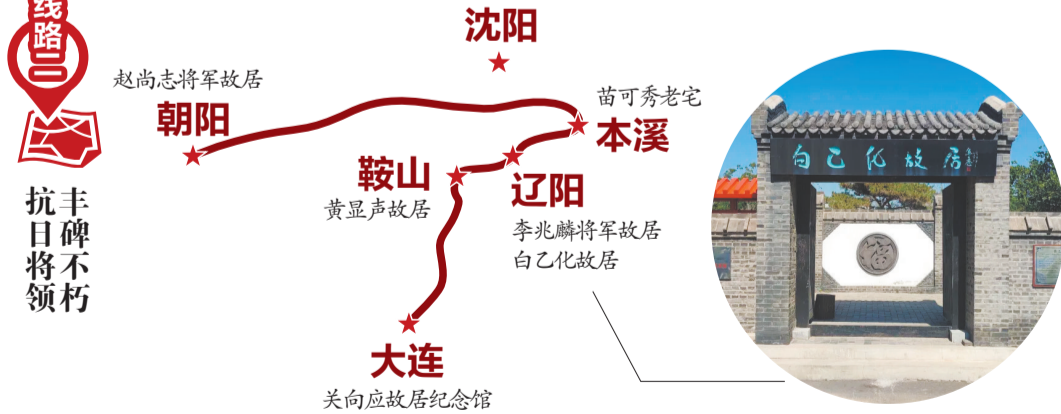 线路
丰碑不朽
抗日将领
沈阳
赵尚志将军故居
朝阳
苗可秀老宅
本溪
鞍山
黄显声故居
辽阳
李兆麟将军故居
白乙化故居
大连
关向应故居纪念馆
白乙化故居